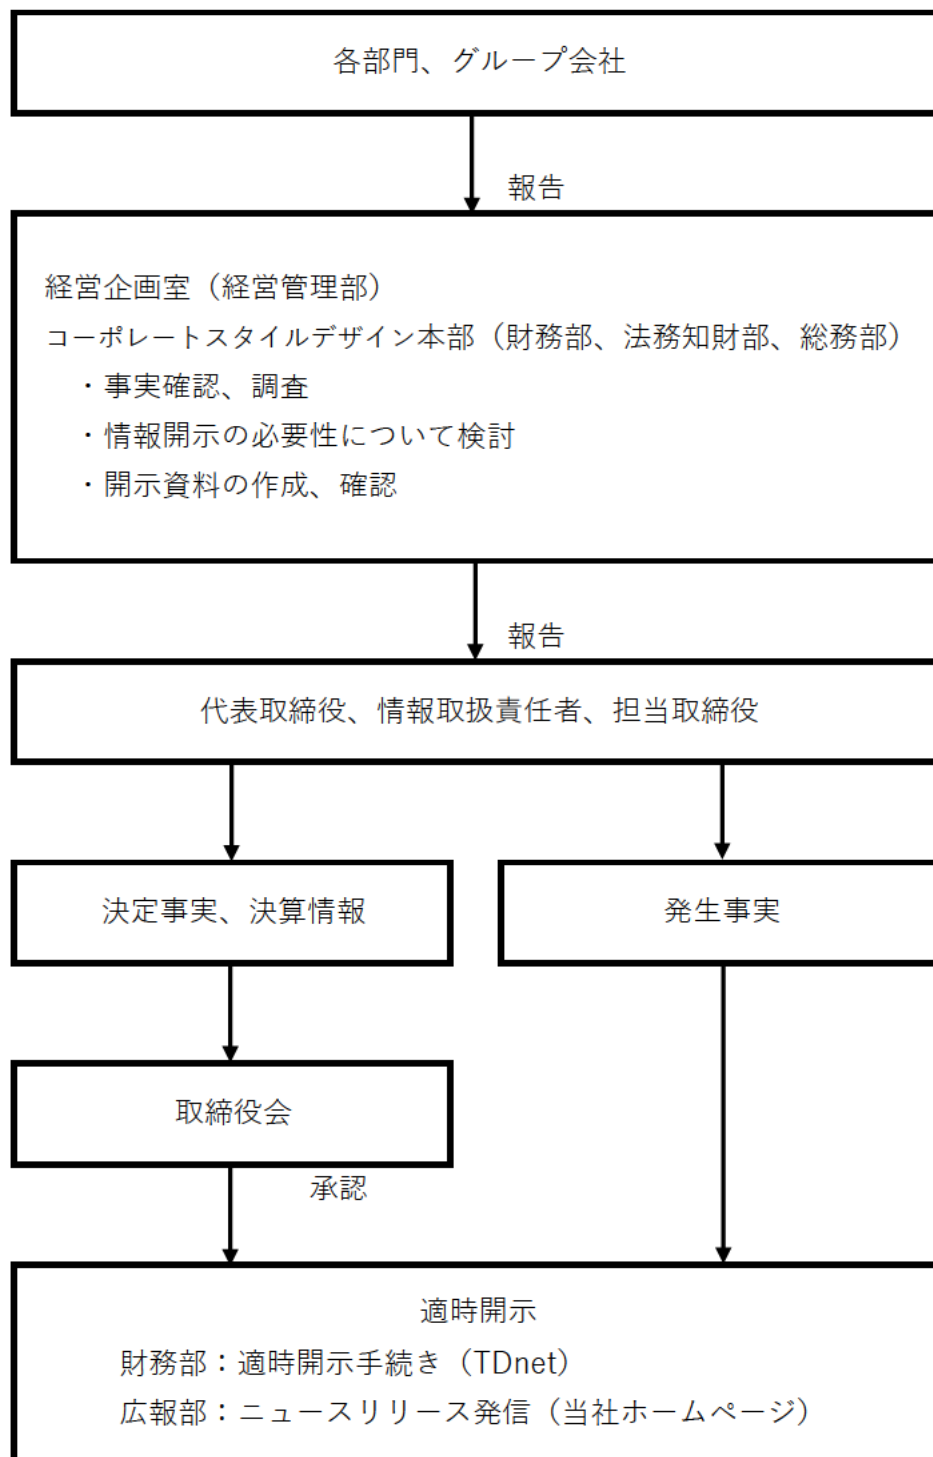 各部門、グループ会社
報告
経営企画室（経営管理部）
コーポレートスタイルデザイン本部（財務部、法務知財部、総務部）
・事実確認、調査
・情報開示の必要性について検討
・開示資料の作成、確認
報告
代表取締役、情報取扱責任者、担当取締役
決定事実、決算情報
発生事実
取締役会
承認
適時開示
財務部：適時開示手続き（TDnet）
広報部：ニュースリリース発信（当社ホームページ）